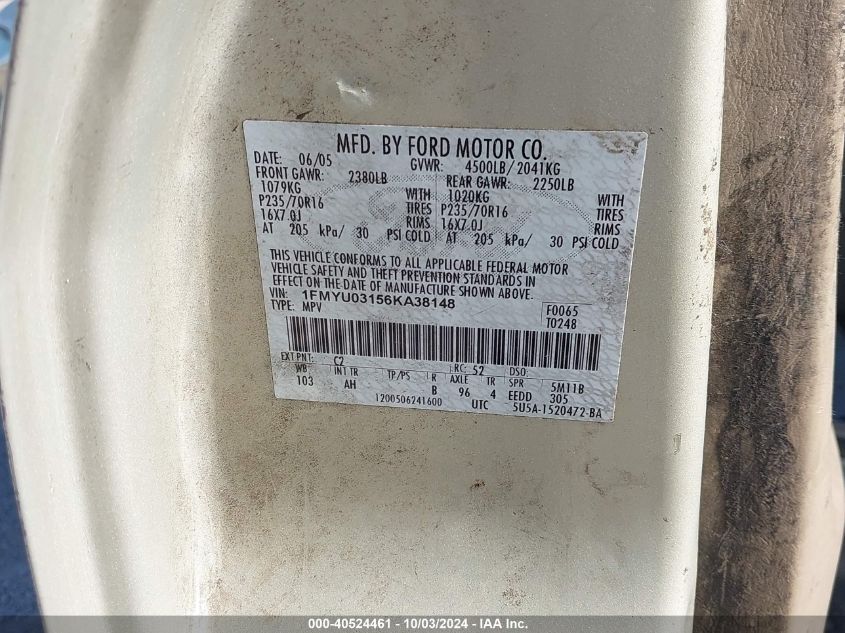 MFD. BY FORD MOTOR CO.
DATE: 06/05 GVWR: 4500LB/2041KG
FRONT GAWR: 2380LB REAR GAWR: 2250LB
1079KG WITH 1020KG WITH
P235/70R16 TIRES P235/70R16 TIRES
16X7.0J RIMS 16X7.0J RIMS
AT 205 kPa/ 30 PSI COLD AT 205 kPa/ 30 PSI COLD
THIS VEHICLE CONFORMS TO ALL APPLICABLE FEDERAL MOTOR
VEHICLE SAFETY AND THEFT PREVENTION STANDARDS IN
EFFECT ON THE DATE OF MANUFACTURE SHOWN ABOVE.
VIN: 1FMYU03156KA38148 F0065
TYPE: MPV T0248
EXT PNT: C2 RC: 52 DSO:
WB INT TR TP/PS R AXLE TR SPR 5M11B
103 AH B 96 4 EEDD 305
1200506241600 UTC 5U5A-1520472-BA
000-40524461 - 10/03/2024 - IAA Inc.